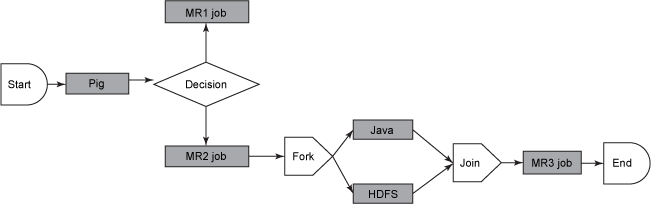 MR1 job
Start
Pig
Decision
MR2 job
Fork
Java
HDFS
Join
MR3 job
End